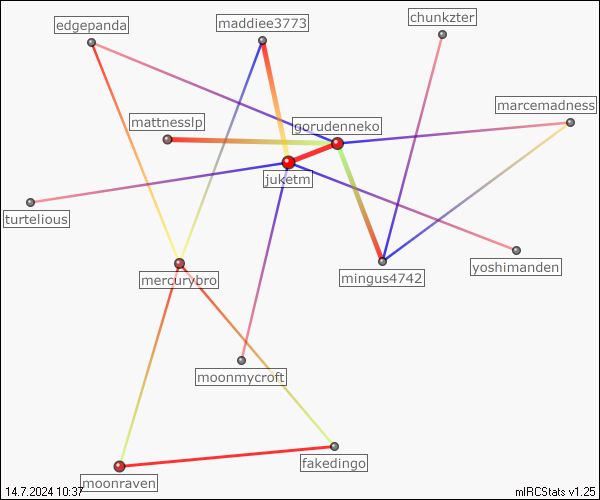 chunkzter
maddiee3773
edgepanda
marcemadness
mattnesslp
gorudenneko
juketm
turtelious
yoshimanden
mercurybro
mingus4742
moonmycroft
fakedingo
moonraven
14.7.2024 10:37
mIRCStats v1.25